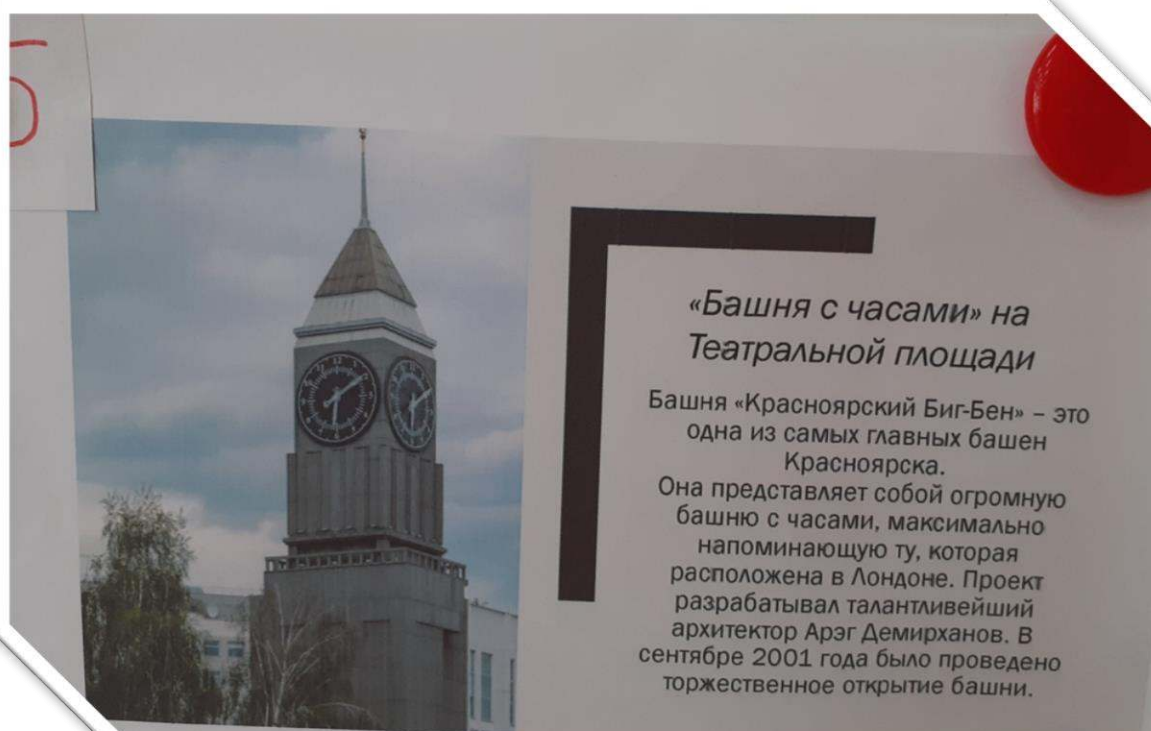 «Башня с часами» на
Театральной площади
Башня «Красноярский Биг-Бен» – это
одна из самых главных башен
Красноярска.
Она представляет собой огромную
башню с часами, максимально
напоминающую ту, которая
расположена в Лондоне. Проект
разрабатывал талантливейший
архитектор Арэг Демирханов. В
сентябре 2001 года было проведено
торжественное открытие башни.